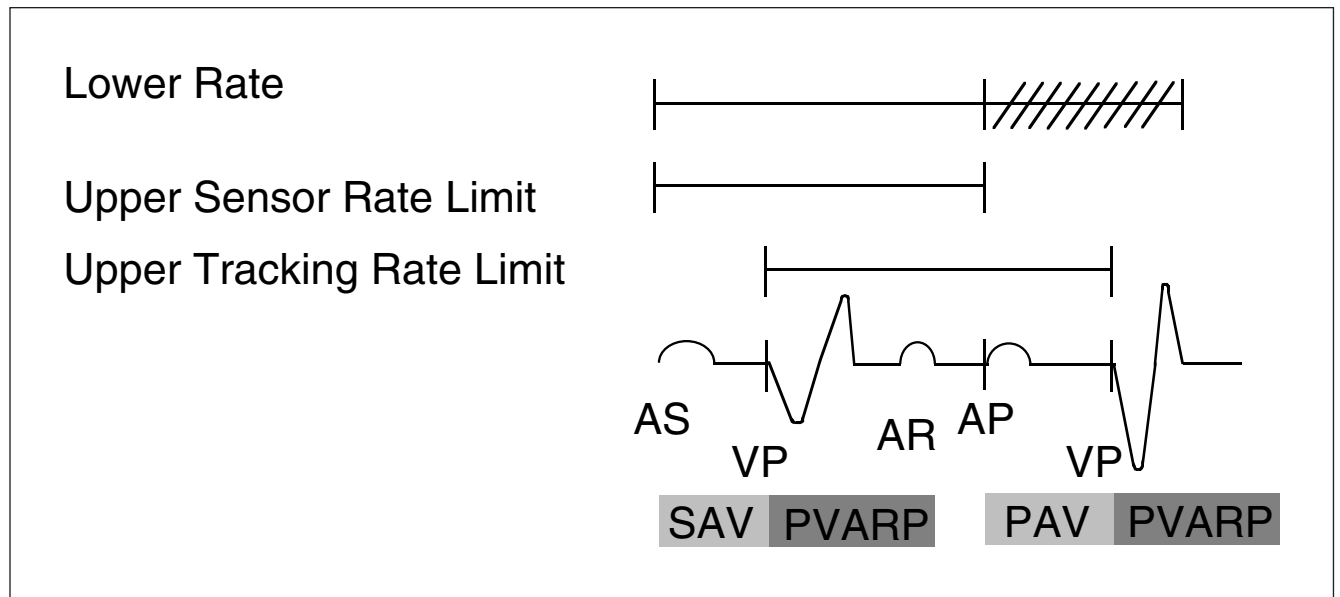 Lower Rate
Upper Sensor Rate Limit
Upper Tracking Rate Limit
AS
VP
AR
AP
VP
SAV PVARP PAV PVARP